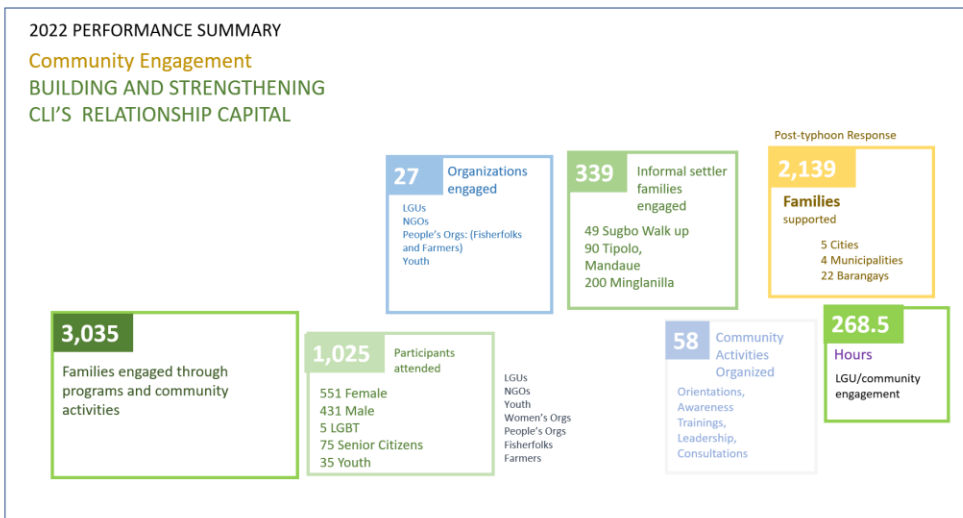 2022 PERFORMANCE SUMMARY
Community Engagement
BUILDING AND STRENGTHENING
CLI'S RELATIONSHIP CAPITAL
27
Organizations
engaged
LGUs
NGOs
People's Orgs: (Fisherfolks
and Farmers)
Youth
339
Informal settler
families
engaged
49 Sugbo Walk up
90 Tipolo,
Mandaue
200 Minglanilla
Post-typhoon Response
2,139
Families
supported
5 Cities
4 Municipalities
22 Barangays
3,035
Families engaged through
programs and community
activities
1,025
Participants
attended
551 Female
431 Male
5 LGBT
75 Senior Citizens
35 Youth
LGUs
NGOs
Youth
Women's Orgs
People's Orgs
Fisherfolks
Farmers
58
Community
Activities
Organized
Orientations,
Awareness
Trainings,
Leadership,
Consultations
268.5
Hours
LGU/community
engagement